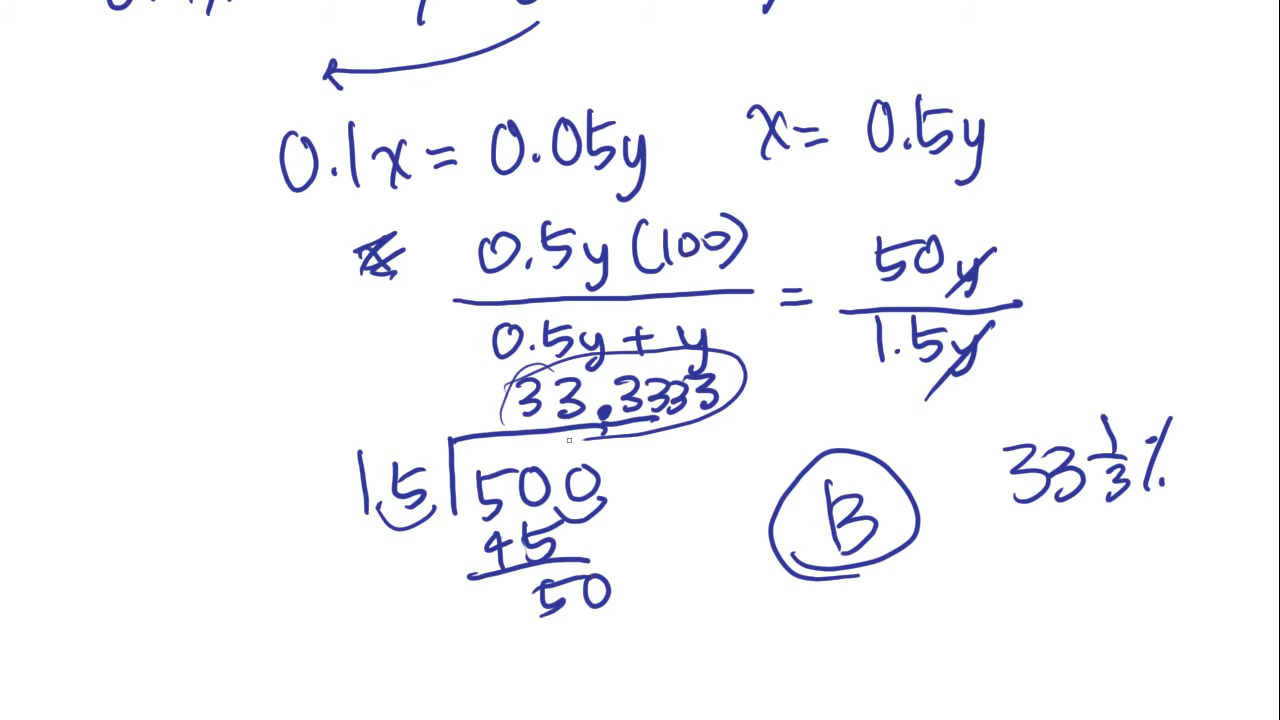 0.1x = 0.05y x = 0.5y
0.5y (100) = 50y
0.5y + y 1.5y
33.3333
1.5 500
45
50
B
33 1/3 %